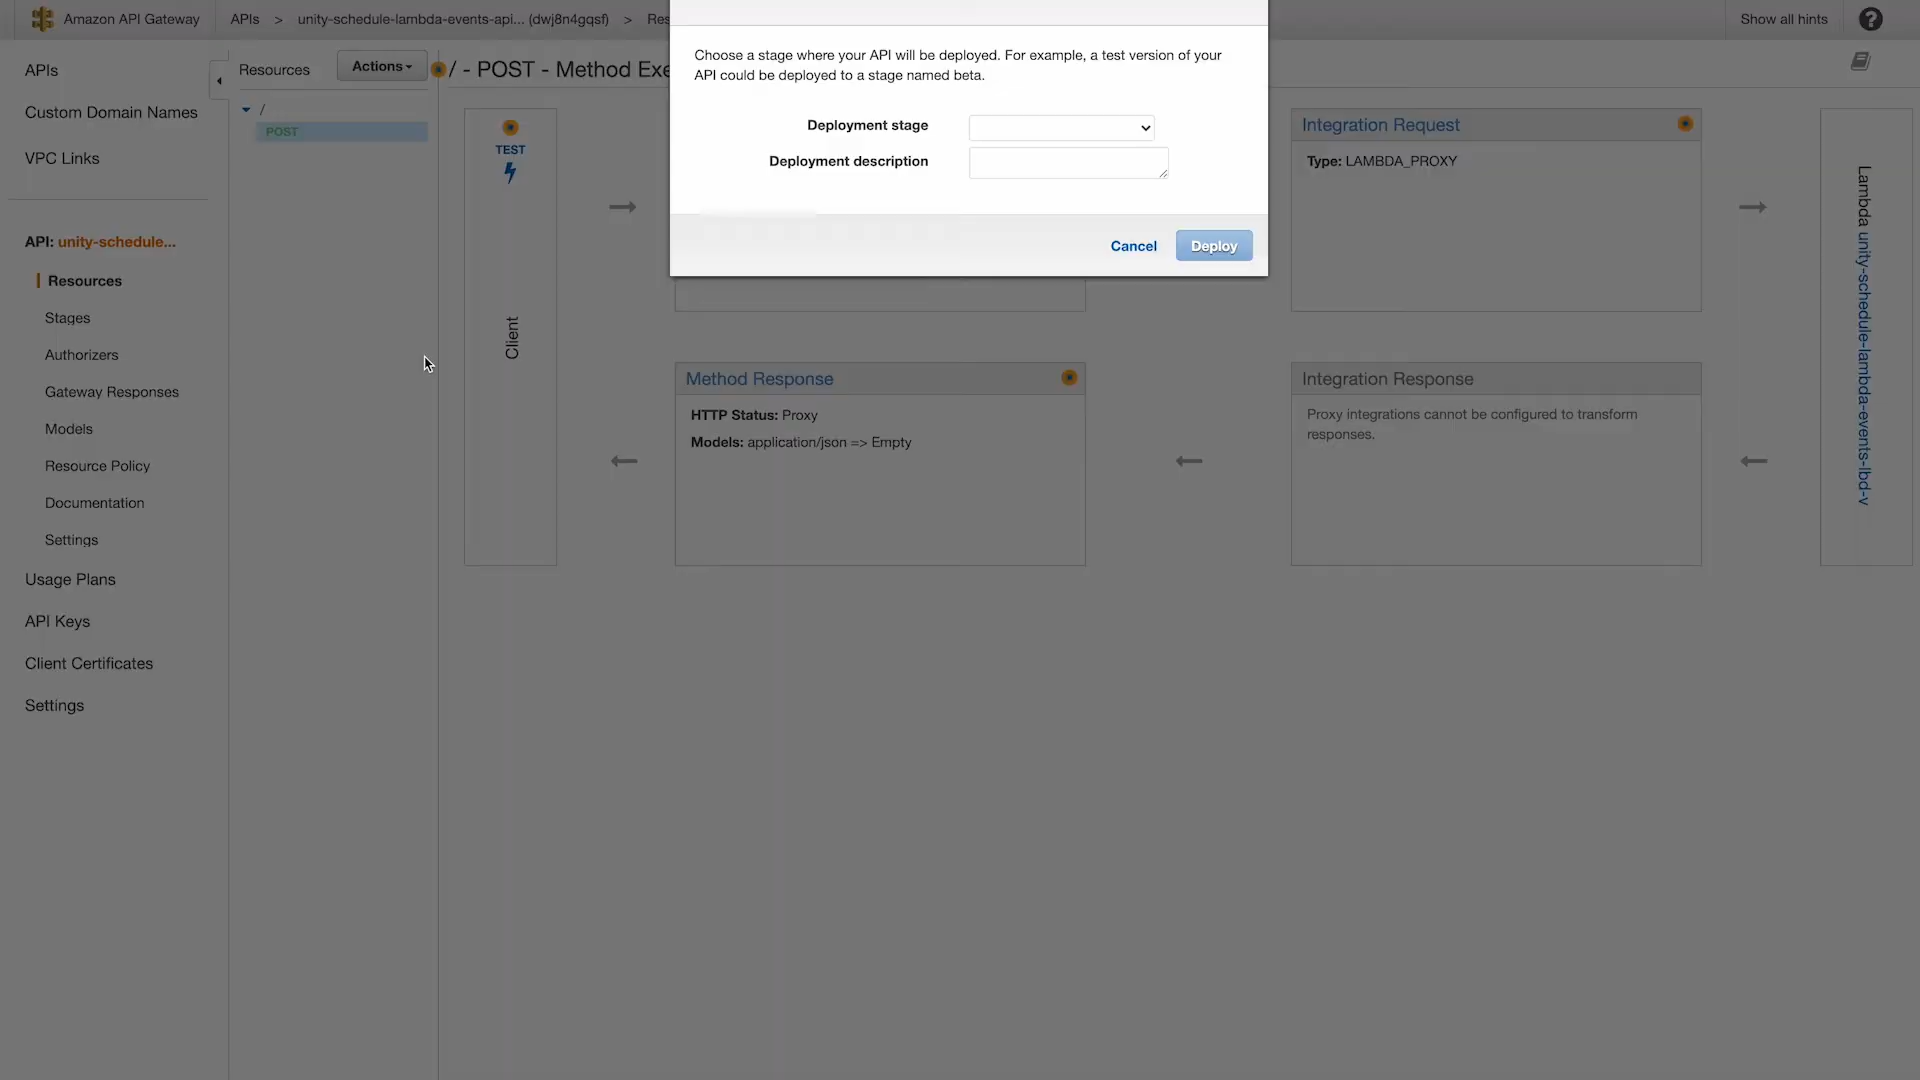 Amazon API Gateway
APIs > unity-schedule-lambda-events-api... (dwj8n4gqsf) > Res
Show all hints
?
APIs
Custom Domain Names
VPC Links
API: unity-schedule...
Resources
Stages
Authorizers
Gateway Responses
Models
Resource Policy
Documentation
Settings
Usage Plans
API Keys
Client Certificates
Settings
Resources
Actions
/
POST
/ - POST - Method Exe
TEST
Client
Choose a stage where your API will be deployed. For example, a test version of your
API could be deployed to a stage named beta.
Deployment stage
Deployment description
Cancel
Deploy
Integration Request
Type: LAMBDA_PROXY
Method Response
HTTP Status: Proxy
Models: application/json => Empty
Integration Response
Proxy integrations cannot be configured to transform
responses.
Lambda unity-schedule-lambda-events-lbd-v